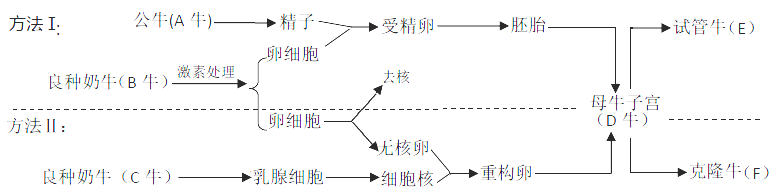 方法Ⅰ:
公牛(A 牛)
精子
受精卵
胚胎
试管牛(E)
卵细胞
良种奶牛(B 牛)
激素处理
去核
母牛子宫
(D 牛)
方法Ⅱ:
卵细胞
无核卵
良种奶牛 (C 牛)
乳腺细胞
细胞核
重构卵
克隆牛(F)